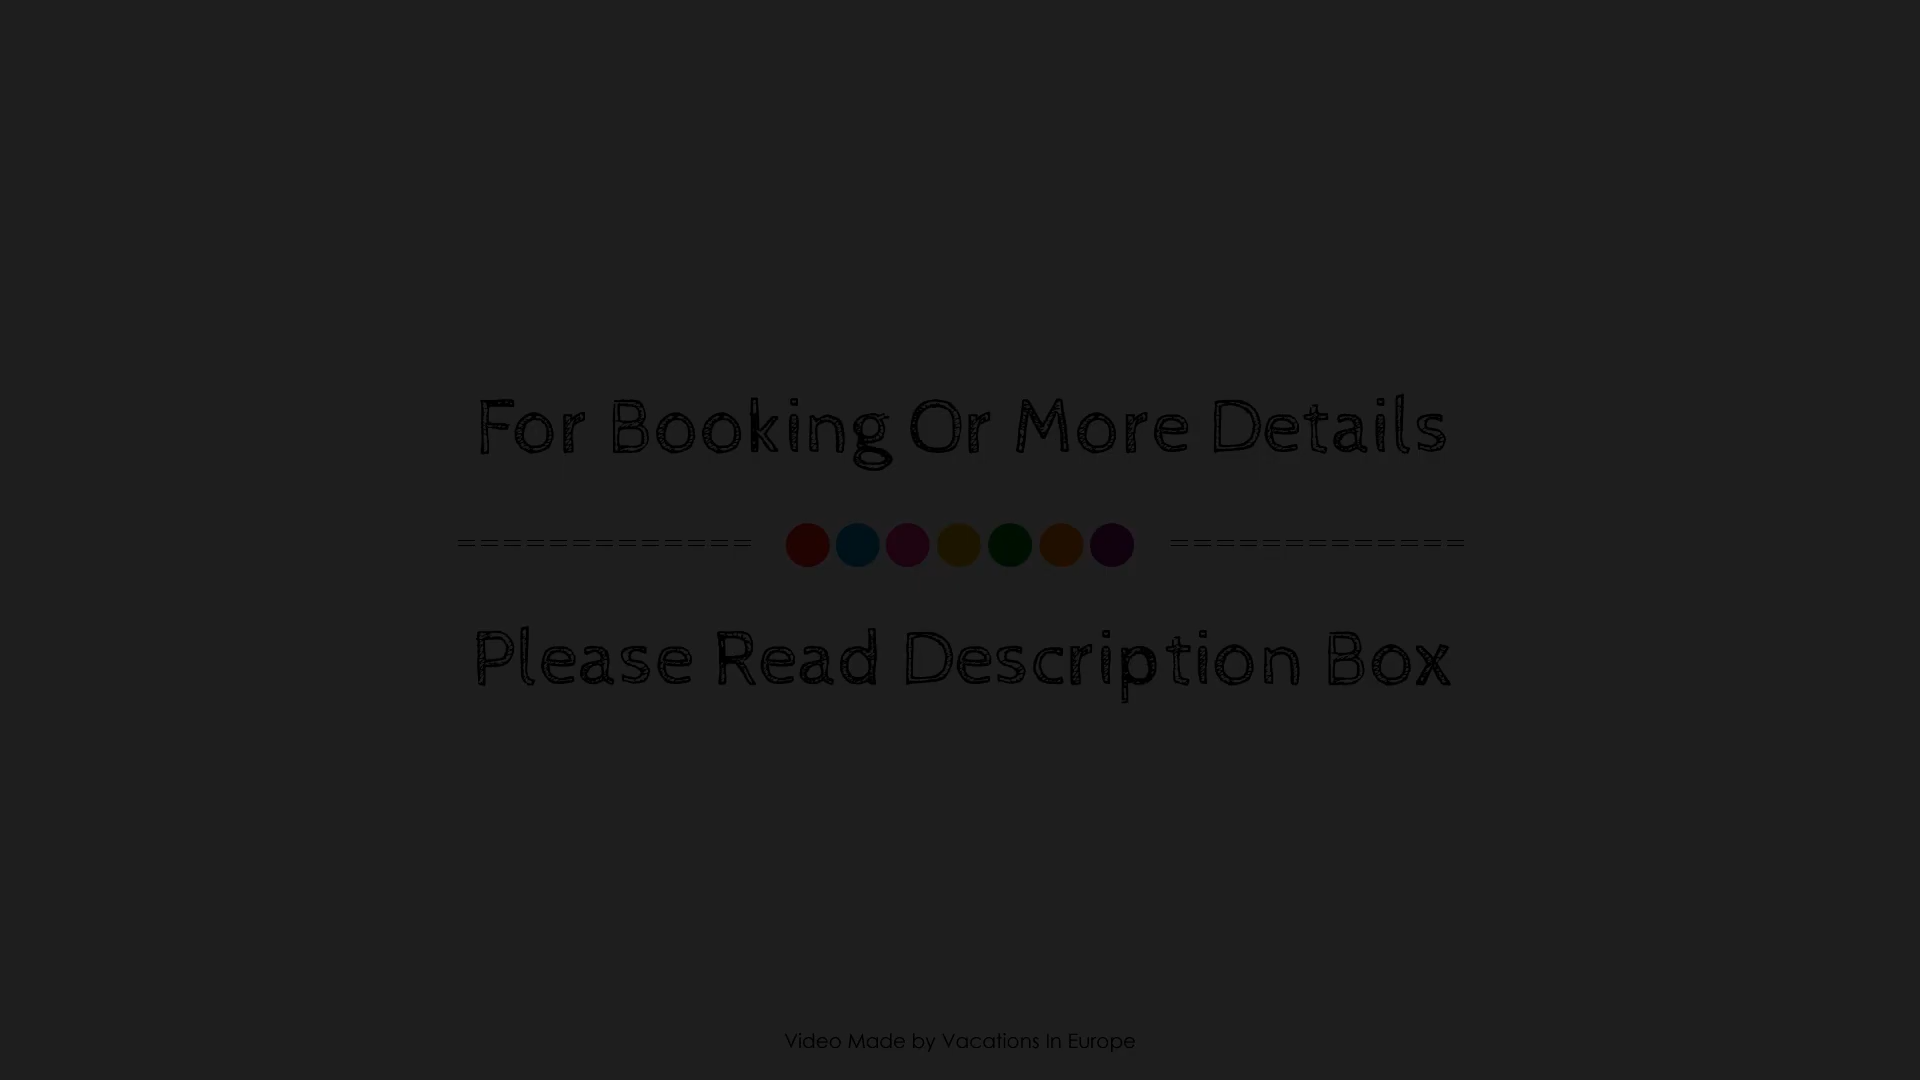 For Booking Or More Details
============= =============
Please Read Description Box
Video Made by Vacations In Europe